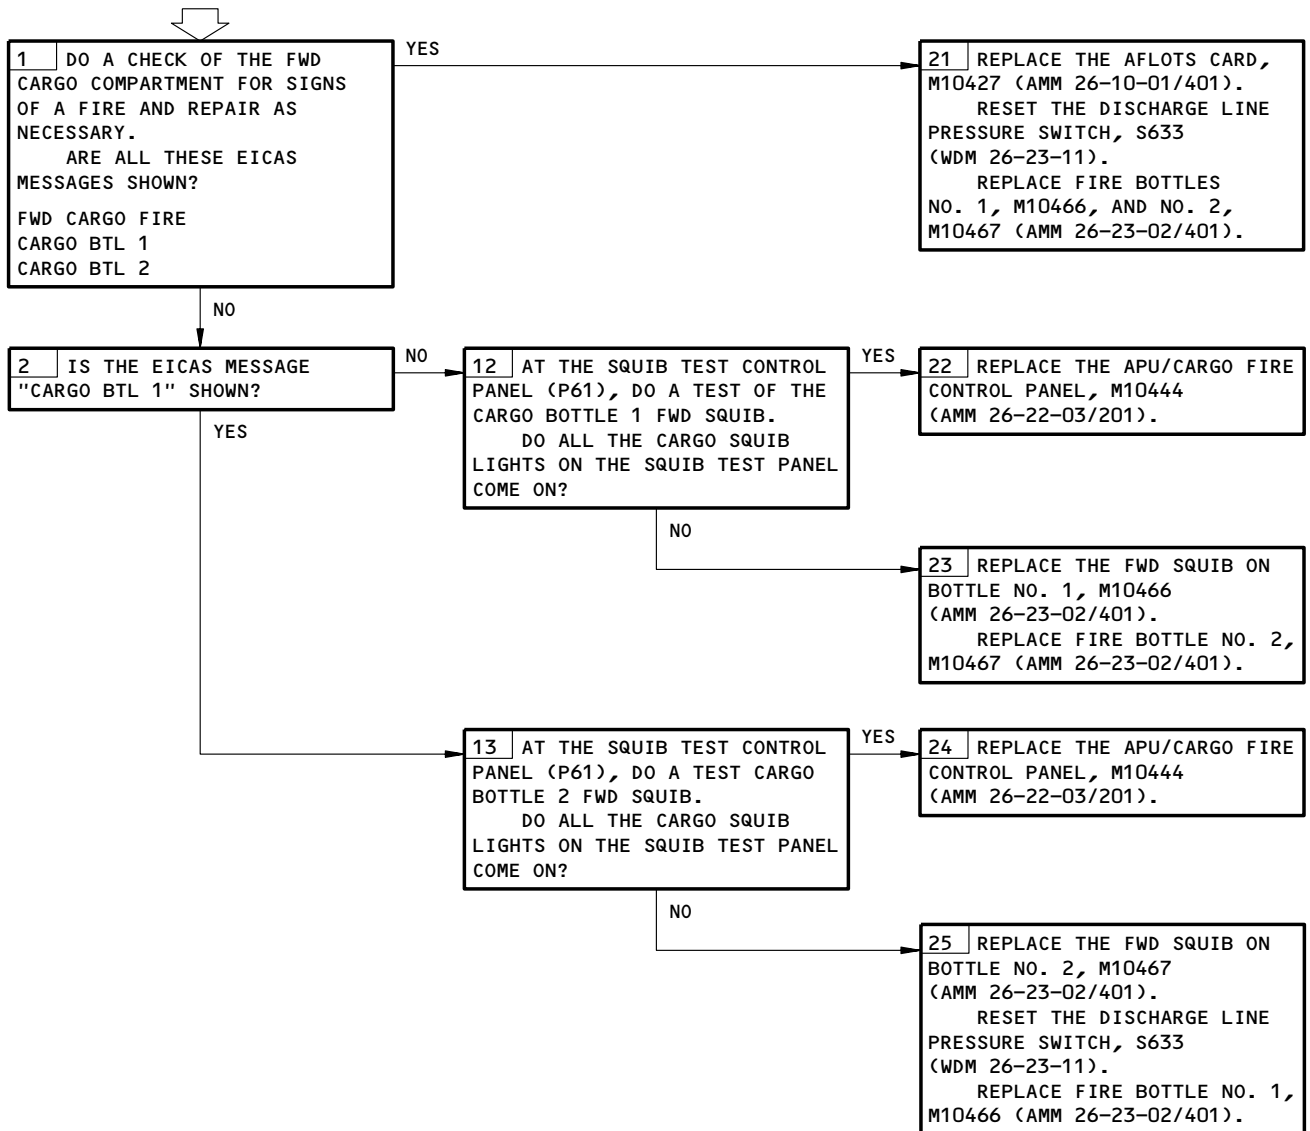 1 DO A CHECK OF THE FWD
CARGO COMPARTMENT FOR SIGNS
OF A FIRE AND REPAIR AS
NECESSARY.
ARE ALL THESE EICAS
MESSAGES SHOWN?
FWD CARGO FIRE
CARGO BTL 1
CARGO BTL 2
YES
21 REPLACE THE AFLOTS CARD,
M10427 (AMM 26-10-01/401).
RESET THE DISCHARGE LINE
PRESSURE SWITCH, S633
(WDM 26-23-11).
REPLACE FIRE BOTTLES
NO. 1, M10466, AND NO. 2,
M10467 (AMM 26-23-02/401).
NO
2 IS THE EICAS MESSAGE
"CARGO BTL 1" SHOWN?
NO
12 AT THE SQUIB TEST CONTROL
PANEL (P61), DO A TEST OF THE
CARGO BOTTLE 1 FWD SQUIB.
DO ALL THE CARGO SQUIB
LIGHTS ON THE SQUIB TEST PANEL
COME ON?
YES
22 REPLACE THE APU/CARGO FIRE
CONTROL PANEL, M10444
(AMM 26-22-03/201).
NO
23 REPLACE THE FWD SQUIB ON
BOTTLE NO. 1, M10466
(AMM 26-23-02/401).
REPLACE FIRE BOTTLE NO. 2,
M10467 (AMM 26-23-02/401).
YES
13 AT THE SQUIB TEST CONTROL
PANEL (P61), DO A TEST CARGO
BOTTLE 2 FWD SQUIB.
DO ALL THE CARGO SQUIB
LIGHTS ON THE SQUIB TEST PANEL
COME ON?
YES
24 REPLACE THE APU/CARGO FIRE
CONTROL PANEL, M10444
(AMM 26-22-03/201).
NO
25 REPLACE THE FWD SQUIB ON
BOTTLE NO. 2, M10467
(AMM 26-23-02/401).
RESET THE DISCHARGE LINE
PRESSURE SWITCH, S633
(WDM 26-23-11).
REPLACE FIRE BOTTLE NO. 1,
M10466 (AMM 26-23-02/401).